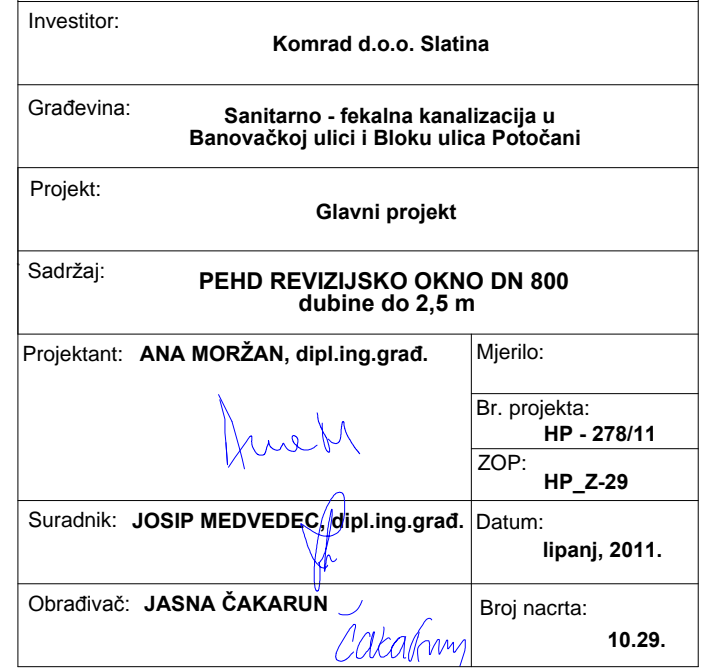 Investitor:
Komrad d.o.o. Slatina
Građevina:
Sanitarno - fekalna kanalizacija u
Banovačkoj ulici i Bloku ulica Potočani
Projekt:
Glavni projekt
Sadržaj:
PEHD REVIZIJSKO OKNO DN 800
dubine do 2,5 m
Projektant: ANA MORŽAN, dipl.ing.građ.
Mjerilo:
Br. projekta:
HP - 278/11
ZOP:
HP_Z-29
Suradnik: JOSIP MEDVEDEC, dipl.ing.građ.
Datum:
lipanj, 2011.
Obrađivač: JASNA ČAKARUN
Čakarun
Broj nacrta:
10.29.